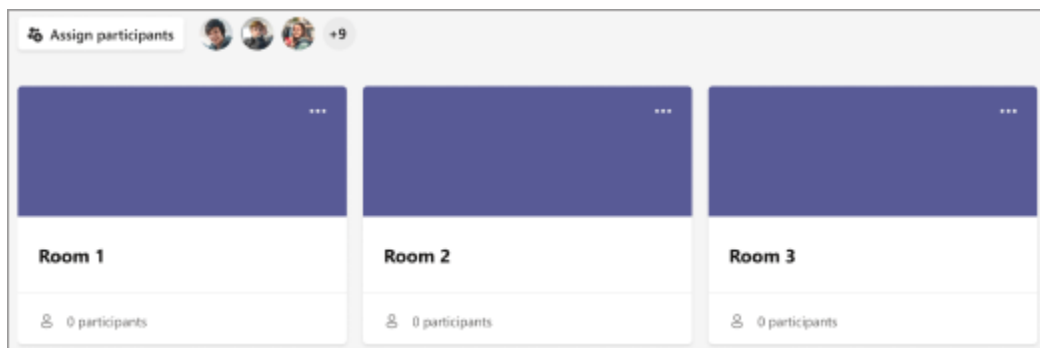 Assign participants +9
Room 1 Room 2 Room 3
0 participants 0 participants 0 participants